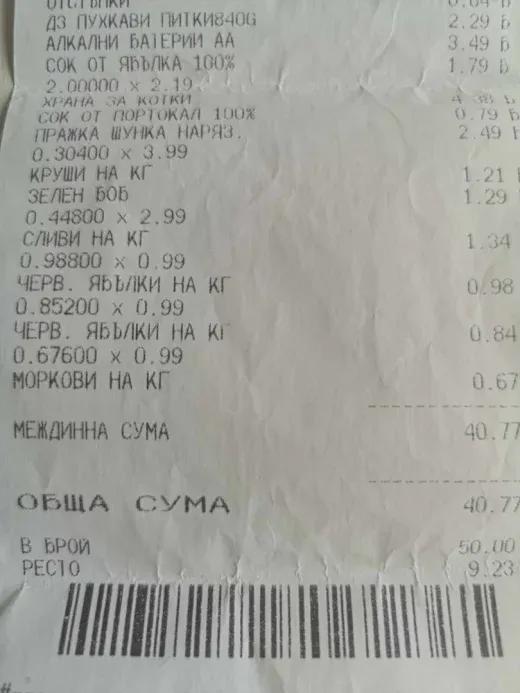 ОТСТЪПКИ 0.64 Б
ДЗ ПУХКАВИ ПИТКИ840G 2.29 Б
АЛКАЛНИ БАТЕРИИ АА 3.49 Б
СОК ОТ ЯБЪЛКА 100% 1.79 Б
2.00000 x 2.19
ХРАНА ЗА КОТКИ 4.38 Б
СОК ОТ ПОРТОКАЛ 100% 0.79 Б
ПРАЖКА ШУНКА НАРЯЗ. 2.49 Б
0.30400 x 3.99
КРУШИ НА КГ 1.21 Б
ЗЕЛЕН БОБ 1.29
0.44800 x 2.99
СЛИВИ НА КГ 1.34
0.98800 x 0.99
ЧЕРВ. ЯБЪЛКИ НА КГ 0.98
0.85200 x 0.99
ЧЕРВ. ЯБЪЛКИ НА КГ 0.84
0.67600 x 0.99
МОРКОВИ НА КГ 0.67
МЕЖДИННА СУМА 40.77
ОБЩА СУМА 40.77
В БРОЙ 50.00
РЕСТО 9.23